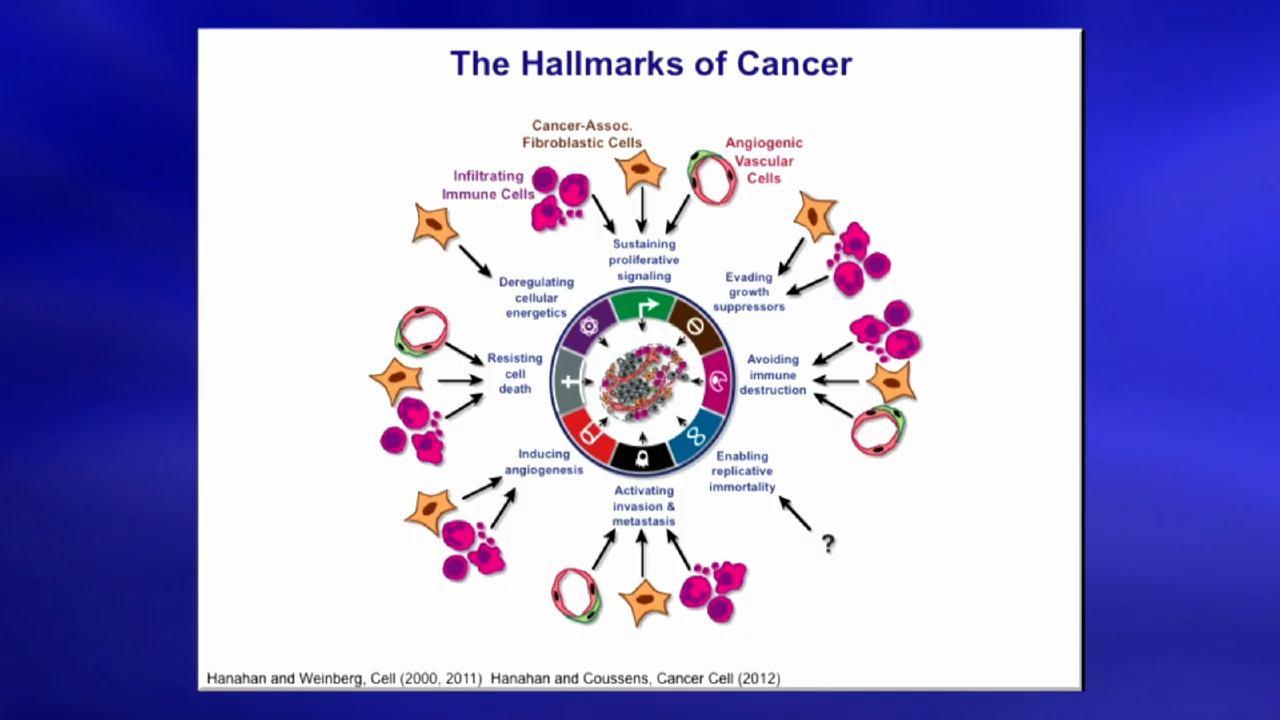 The Hallmarks of Cancer
Cancer-Assoc.
Fibroblastic Cells
Angiogenic
Vascular
Cells
Infiltrating
Immune Cells
Sustaining
proliferative
signaling
Deregulating
cellular
energetics
Evading
growth
suppressors
Resisting
cell
death
Avoiding
immune
destruction
Inducing
angiogenesis
Enabling
replicative
immortality
Activating
invasion &
metastasis
?
Hanahan and Weinberg, Cell (2000, 2011) Hanahan and Coussens, Cancer Cell (2012)